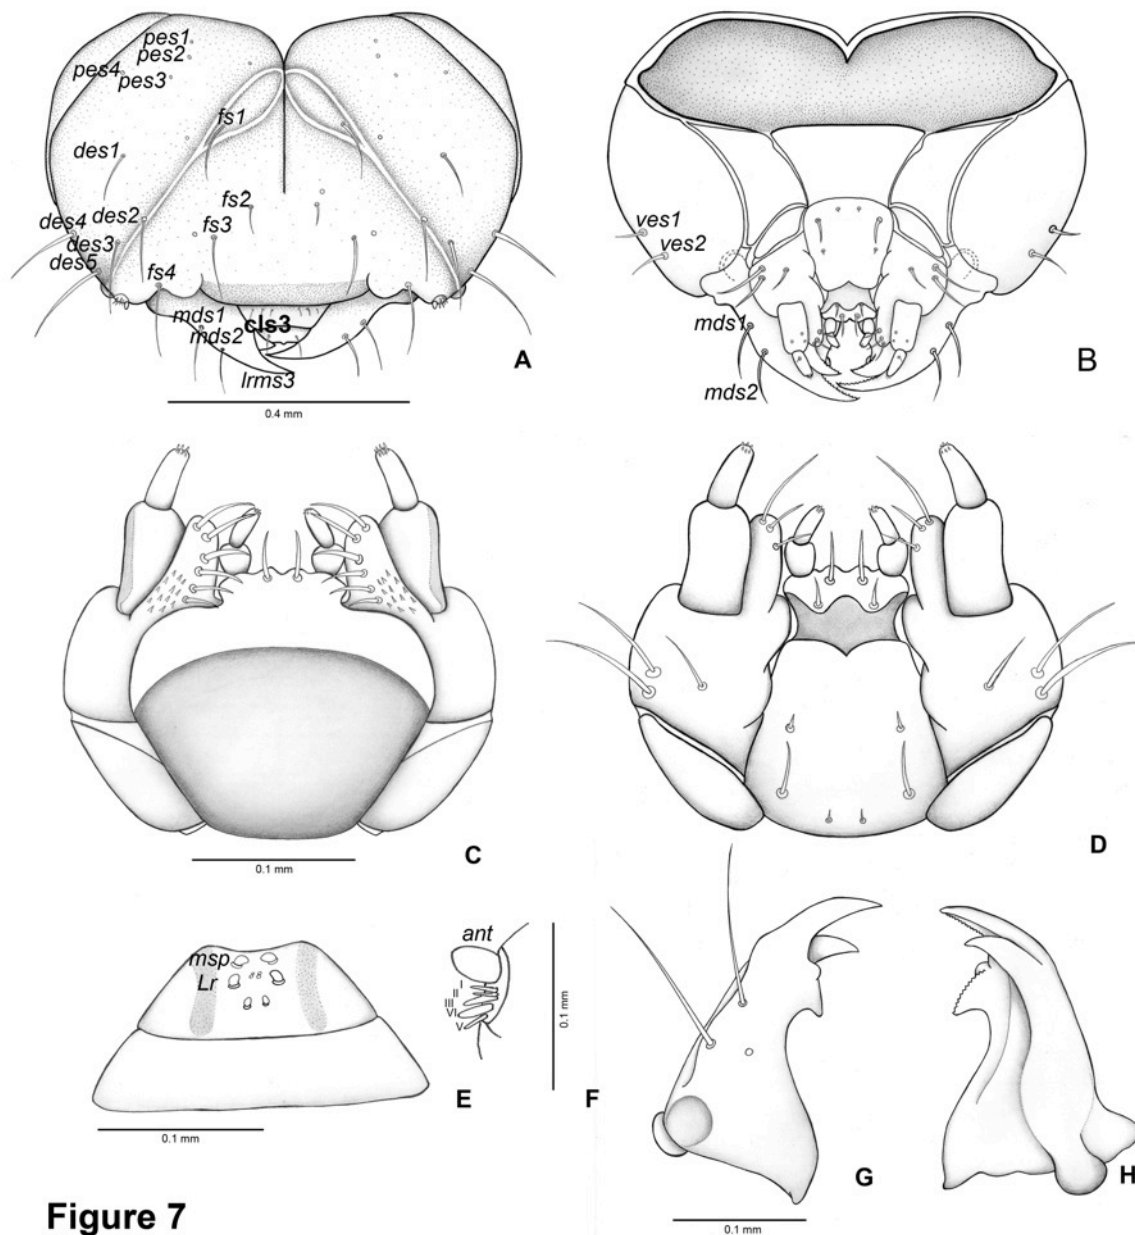 pes1
pes2
pes4 pes3
fs1
des1
fs2
des4 des2 fs3
des3
des5 fs4
mds1
mds2 cls3
lrms3
A
0.4 mm
ves1
ves2
mds1
mds2
B
C
0.1 mm
D
msp
Lr
E
0.1 mm
ant
I
II
III
VI
V
0.1 mm
F
G
0.1 mm
H
Figure 7